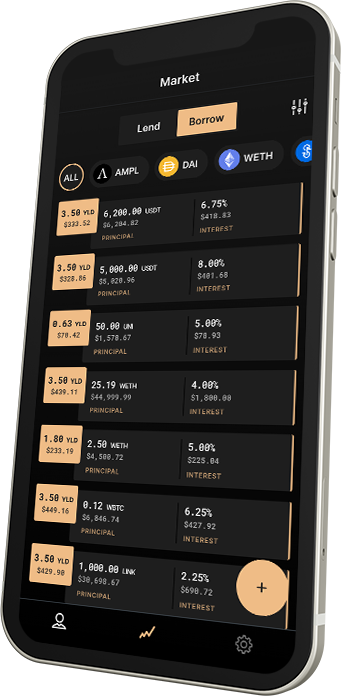 Market
Lend Borrow
ALL AMPL DAI WETH
3.50 YLD 6,200.00 USDT 6.75%
$333.52 $6,204.82 $418.83
PRINCIPAL INTEREST
3.50 YLD 5,000.00 USDT 8.00%
$328.86 $5,020.96 $401.68
PRINCIPAL INTEREST
0.63 YLD 50.00 UNI 5.00%
$78.42 $1,578.67 $78.93
PRINCIPAL INTEREST
3.50 YLD 25.19 WETH 4.00%
$439.11 $44,999.99 $1,800.00
PRINCIPAL INTEREST
1.80 YLD 2.50 WETH 5.00%
$233.19 $4,500.72 $225.04
PRINCIPAL INTEREST
3.50 YLD 0.12 WBTC 6.25%
$449.16 $6,846.74 $427.92
PRINCIPAL INTEREST
3.50 YLD 1,000.00 LINK 2.25%
$429.90 $30,698.67 $690.72
PRINCIPAL INTEREST
+